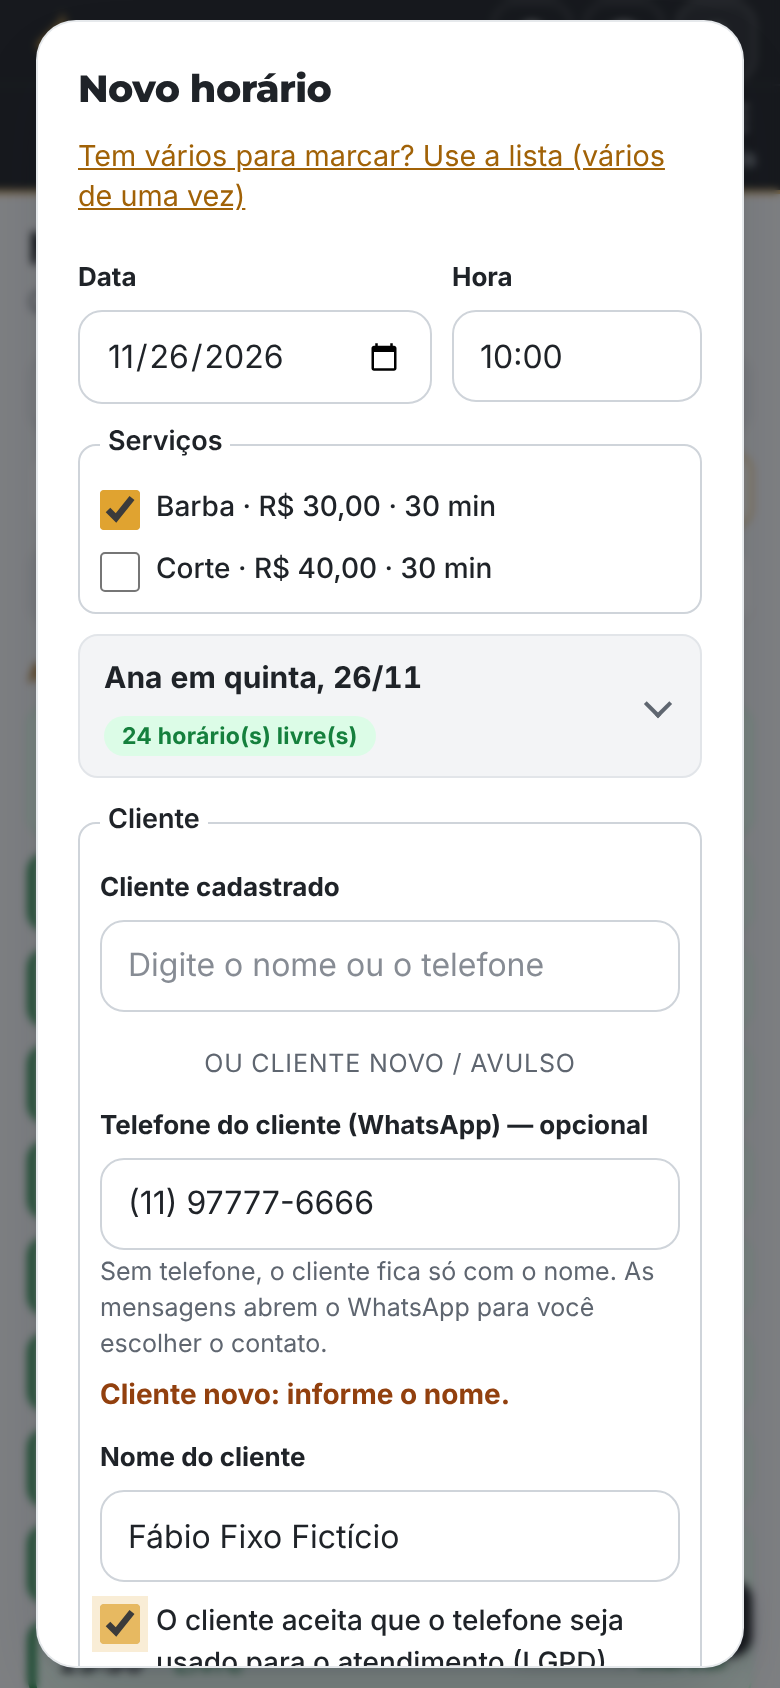 Novo horário
Tem vários para marcar? Use a lista (vários
de uma vez)
Data
Hora
11/26/2026
10:00
Serviços
Barba · R$ 30,00 · 30 min
Corte · R$ 40,00 · 30 min
Ana em quinta, 26/11
24 horário(s) livre(s)
Cliente
Cliente cadastrado
Digite o nome ou o telefone
OU CLIENTE NOVO / AVULSO
Telefone do cliente (WhatsApp) — opcional
(11) 97777-6666
Sem telefone, o cliente fica só com o nome. As
mensagens abrem o WhatsApp para você
escolher o contato.
Cliente novo: informe o nome.
Nome do cliente
Fábio Fixo Fictício
O cliente aceita que o telefone seja
usado para o atendimento (LGPD)